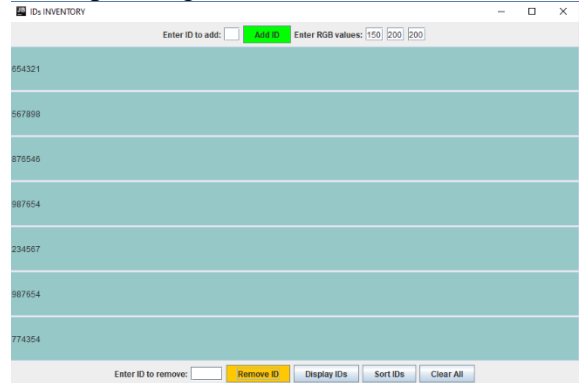 IDs INVENTORY
Enter ID to add: Add ID Enter RGB values: 150 200 200
654321
567898
876546
987654
234567
987654
774354
Enter ID to remove: Remove ID Display IDs Sort IDs Clear All